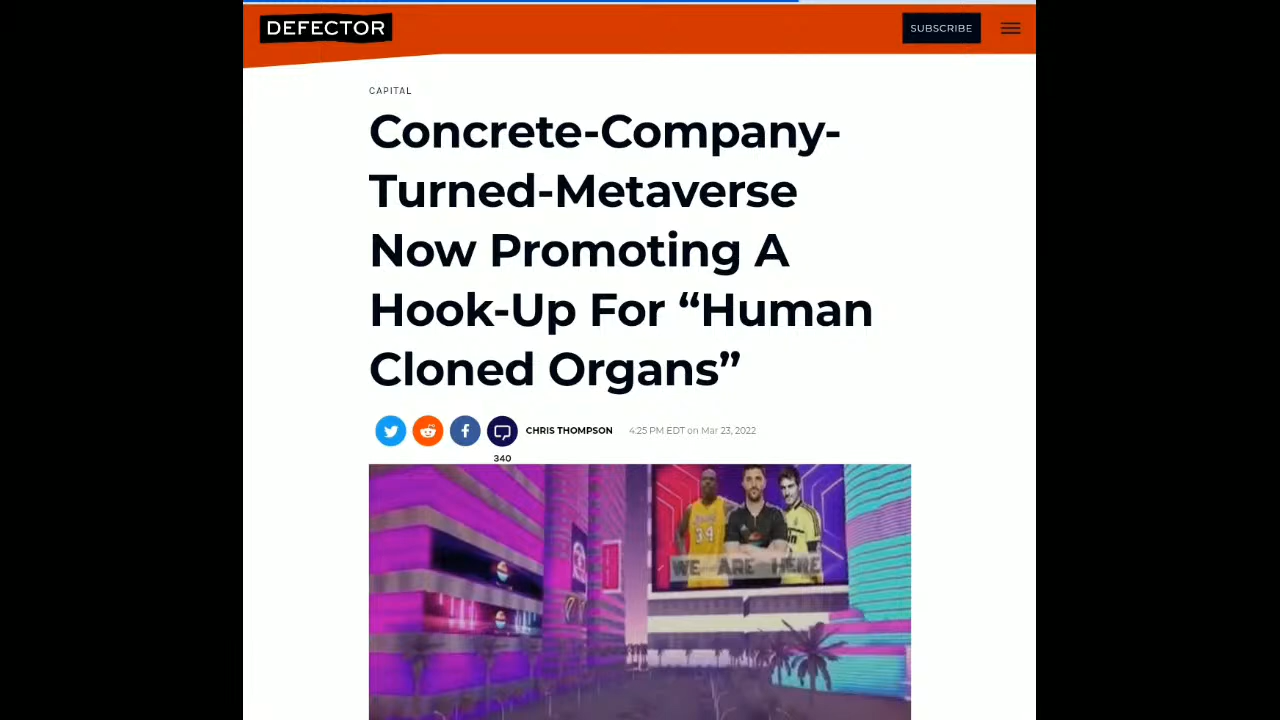 DEFECTOR
SUBSCRIBE
CAPITAL
Concrete-Company-
Turned-Metaverse
Now Promoting A
Hook-Up For “Human
Cloned Organs”
CHRIS THOMPSON
4:25 PM EDT on Mar 23, 2022
340
34
WE ARE HERE